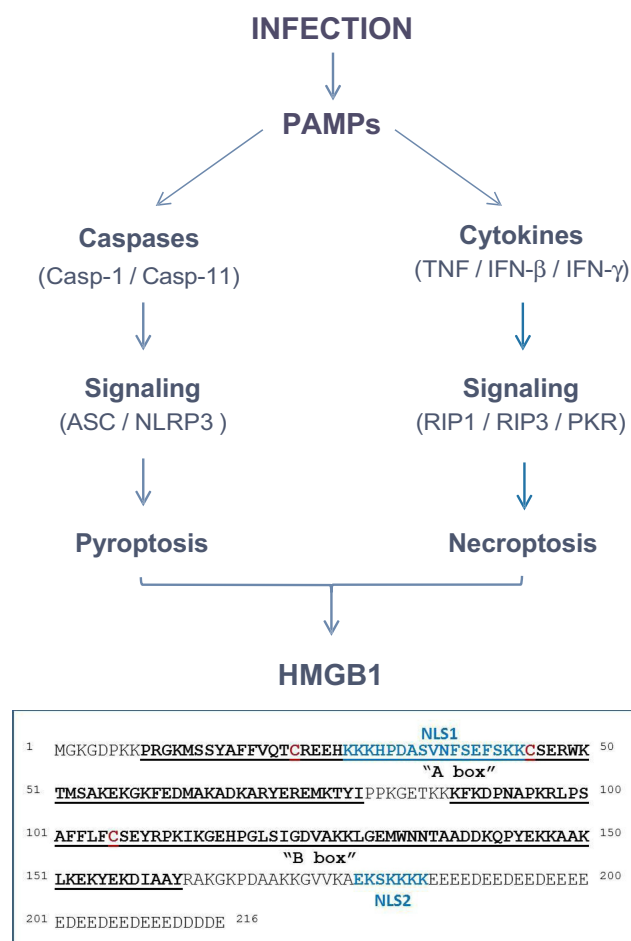 INFECTION
PAMPs
Caspases
(Casp-1 / Casp-11)
Cytokines
(TNF / IFN-β / IFN-γ)
Signaling
(ASC / NLRP3 )
Signaling
(RIP1 / RIP3 / PKR)
Pyroptosis
Necroptosis
HMGB1
NLS1
1 MGKGDPKKPRGKMSSYAFFVQTCREEHKKKHPDASVNFSEFSKKCSERWK 50
"A box"
51 TMSAKEKGKFEDMAKADKARYEREMKTYIPPKGETKKKFKDPNAPKRLPS 100
101 AFFLFCSEYRPKIKGEHPGLSIGDVAKKLGEMWNNTAADDKQPYEKKAAK 150
"B box"
151 LKEKYEKDIAAYRAKGKPDAAKKGVVKAEKSKKKKEEEEDEEDEEDEEEE 200
NLS2
201 EDEEDEEDEEEDDDDE 216